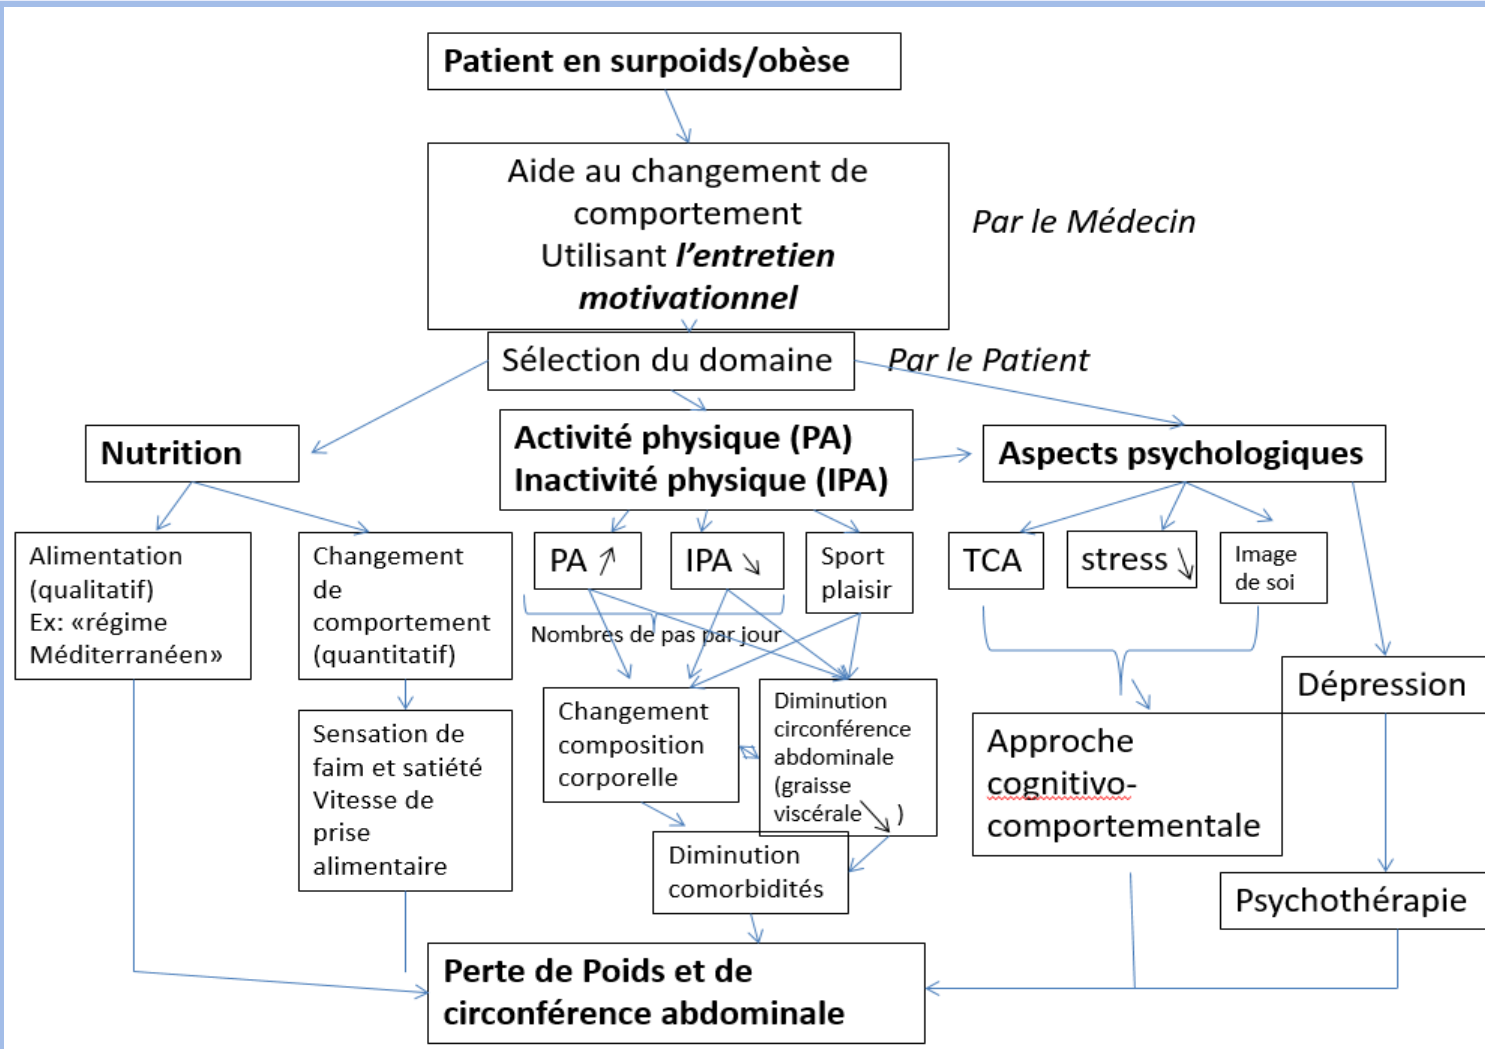 Patient en surpoids/obèse
Aide au changement de
comportement
Utilisant l'entretien
motivationnel
Par le Médecin
Sélection du domaine
Par le Patient
Nutrition
Activité physique (PA)
Inactivité physique (IPA)
Aspects psychologiques
Alimentation
(qualitatif)
Ex: «régime
Méditerranéen»
Changement
de
comportement
(quantitatif)
PA ↗
IPA ↘
Sport
plaisir
TCA
stress ↘
Image
de soi
Nombres de pas par jour
Sensation de
faim et satiété
Vitesse de
prise
alimentaire
Changement
composition
corporelle
Diminution
circonférence
abdominale
(graisse
viscérale ↘ )
Dépression
Approche
cognitivo-
comportementale
Diminution
comorbidités
Psychothérapie
Perte de Poids et de
circonférence abdominale